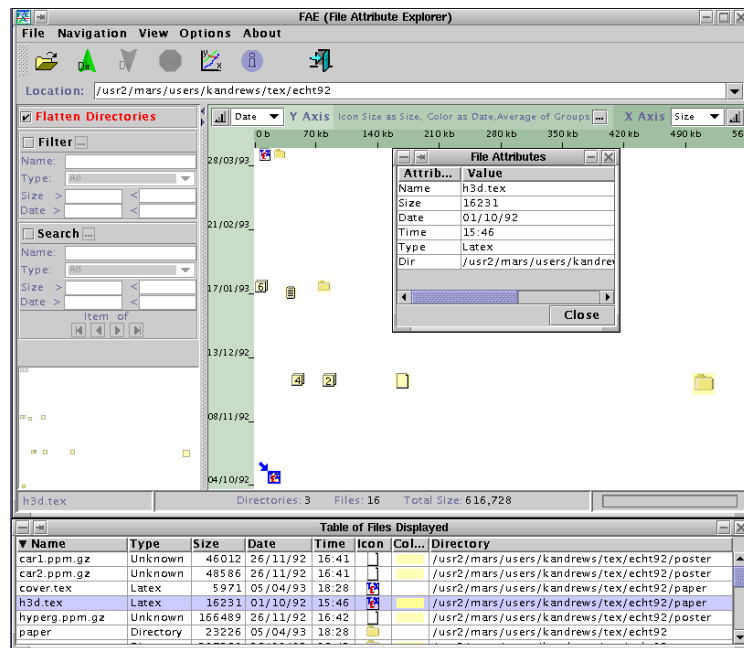 FAE (File Attribute Explorer)
File Navigation View Options About
Dir
Location: /usr2/mars/users/kandrews/tex/echt92
Flatten Directories
Date Y Axis Icon Size as Size, Color as Date,Average of Groups ... X Axis Size
0 b 70 kb 140 kb 210 kb 280 kb 350 kb 420 kb 490 kb 56
Filter ...
Name:
Type: All
Size > <
Date > <
Search ...
Name:
Type: All
Size > <
Date > <
Item of
28/03/93
21/02/93
17/01/93
13/12/92
08/11/92
04/10/92
6
4
2
File Attributes
Attrib... Value
Name h3d.tex
Size 16231
Date 01/10/92
Time 15:46
Type Latex
Dir /usr2/mars/users/kandrew
Close
h3d.tex Directories: 3 Files: 16 Total Size: 616,728
Table of Files Displayed
Name Type Size Date Time Icon Col... Directory
car1.ppm.gz Unknown 46012 26/11/92 16:41 /usr2/mars/users/kandrews/tex/echt92/poster
car2.ppm.gz Unknown 48586 26/11/92 16:41 /usr2/mars/users/kandrews/tex/echt92/poster
cover.tex Latex 5971 05/04/93 18:28 /usr2/mars/users/kandrews/tex/echt92/paper
h3d.tex Latex 16231 01/10/92 15:46 /usr2/mars/users/kandrews/tex/echt92/paper
hyperg.ppm.gz Unknown 166489 26/11/92 16:42 /usr2/mars/users/kandrews/tex/echt92/poster
paper Directory 23226 05/04/93 18:28 /usr2/mars/users/kandrews/tex/echt92